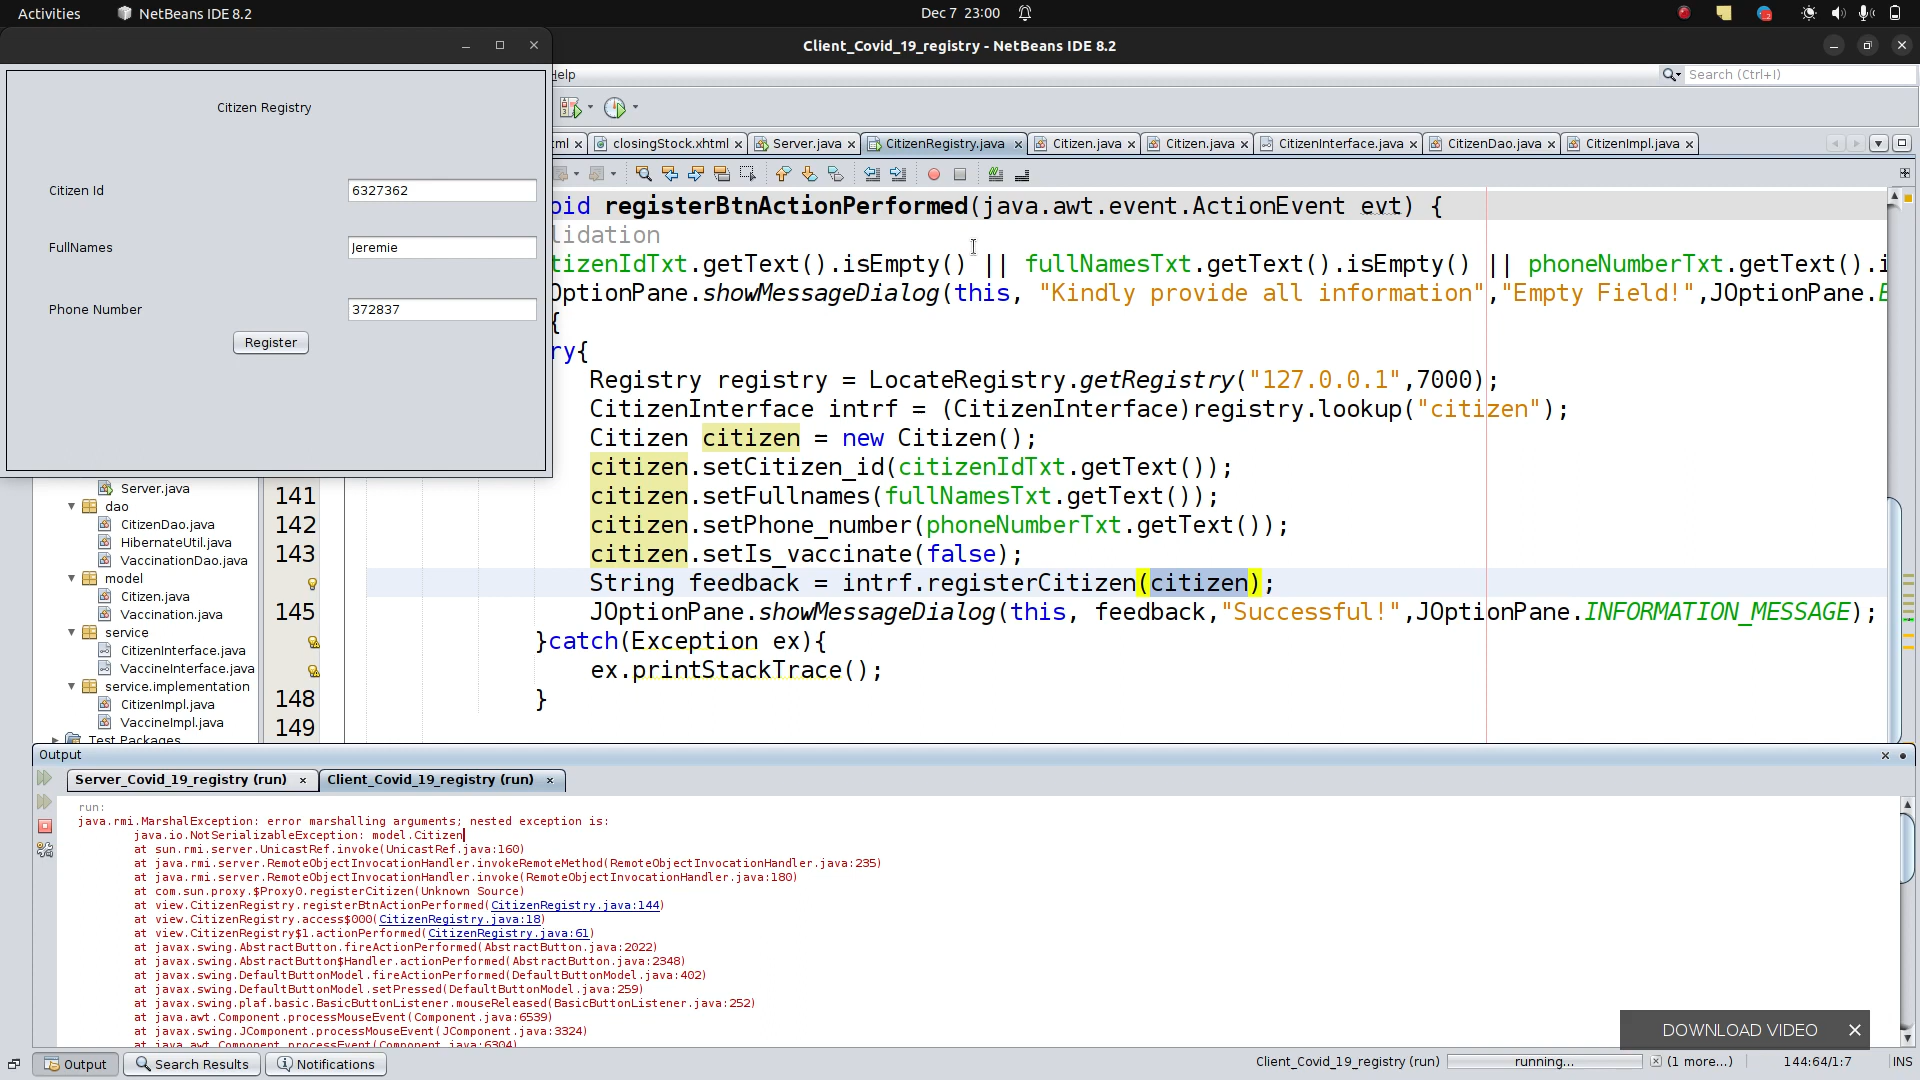 Activities
NetBeans IDE 8.2
Dec 7 23:00
Client_Covid_19_registry - NetBeans IDE 8.2
Help
Search (Ctrl+I)
Citizen Registry
Citizen Id
6327362
FullNames
Jeremie
Phone Number
372837
Register
closingStock.xhtml
Server.java
CitizenRegistry.java
Citizen.java
Citizen.java
CitizenInterface.java
CitizenDao.java
CitizenImpl.java
oid registerBtnActionPerformed(java.awt.event.ActionEvent evt) {
lidation
tizenIdTxt.getText().isEmpty() || fullNamesTxt.getText().isEmpty() || phoneNumberTxt.getText().i
OptionPane.showMessageDialog(this, "Kindly provide all information","Empty Field!",JOptionPane.E
{
ry{
Registry registry = LocateRegistry.getRegistry("127.0.0.1",7000);
CitizenInterface intrf = (CitizenInterface)registry.lookup("citizen");
Citizen citizen = new Citizen();
citizen.setCitizen_id(citizenIdTxt.getText());
141 citizen.setFullnames(fullNamesTxt.getText());
142 citizen.setPhone_number(phoneNumberTxt.getText());
143 citizen.setIs_vaccinate(false);
String feedback = intrf.registerCitizen(citizen);
145 JOptionPane.showMessageDialog(this, feedback,"Successful!",JOptionPane.INFORMATION_MESSAGE);
}catch(Exception ex){
ex.printStackTrace();
148 }
149
Server.java
dao
CitizenDao.java
HibernateUtil.java
VaccinationDao.java
model
Citizen.java
Vaccination.java
service
CitizenInterface.java
VaccineInterface.java
service.implementation
CitizenImpl.java
VaccineImpl.java
Test Packages
Output
Server_Covid_19_registry (run)
Client_Covid_19_registry (run)
run:
java.rmi.MarshalException: error marshalling arguments; nested exception is:
java.io.NotSerializableException: model.Citizen
at sun.rmi.server.UnicastRef.invoke(UnicastRef.java:160)
at java.rmi.server.RemoteObjectInvocationHandler.invokeRemoteMethod(RemoteObjectInvocationHandler.java:235)
at java.rmi.server.RemoteObjectInvocationHandler.invoke(RemoteObjectInvocationHandler.java:180)
at com.sun.proxy.$Proxy0.registerCitizen(Unknown Source)
at view.CitizenRegistry.registerBtnActionPerformed(CitizenRegistry.java:144)
at view.CitizenRegistry.access$000(CitizenRegistry.java:18)
at view.CitizenRegistry$1.actionPerformed(CitizenRegistry.java:61)
at javax.swing.AbstractButton.fireActionPerformed(AbstractButton.java:2022)
at javax.swing.AbstractButton$Handler.actionPerformed(AbstractButton.java:2348)
at javax.swing.DefaultButtonModel.fireActionPerformed(DefaultButtonModel.java:402)
at javax.swing.DefaultButtonModel.setPressed(DefaultButtonModel.java:259)
at javax.swing.plaf.basic.BasicButtonListener.mouseReleased(BasicButtonListener.java:252)
at java.awt.Component.processMouseEvent(Component.java:6539)
at javax.swing.JComponent.processMouseEvent(JComponent.java:3324)
at java.awt.Component.processEvent(Component.java:6304)
DOWNLOAD VIDEO
Output
Search Results
Notifications
Client_Covid_19_registry (run)
running...
(1 more...)
144:64/1:7
INS